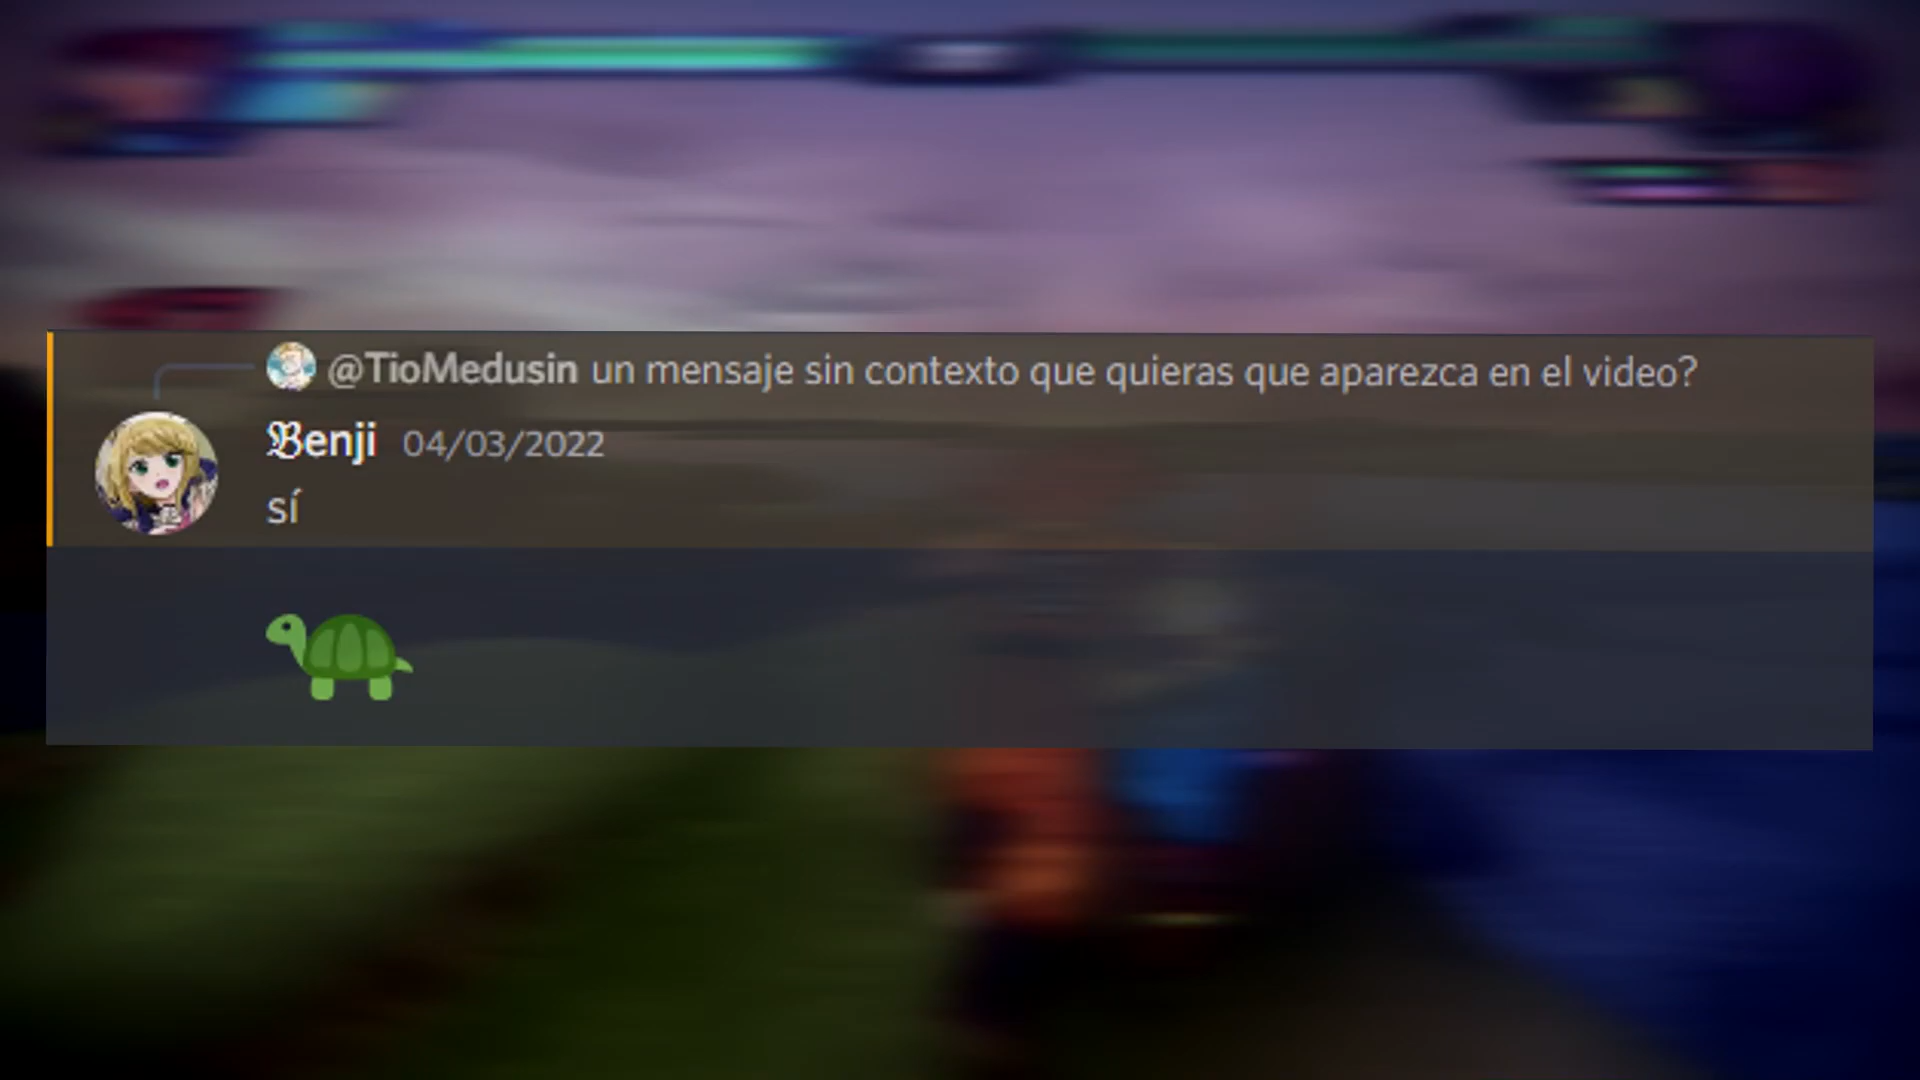 @TioMedusin un mensaje sin contexto que quieras que aparezca en el video?
𝕭enji 04/03/2022
sí